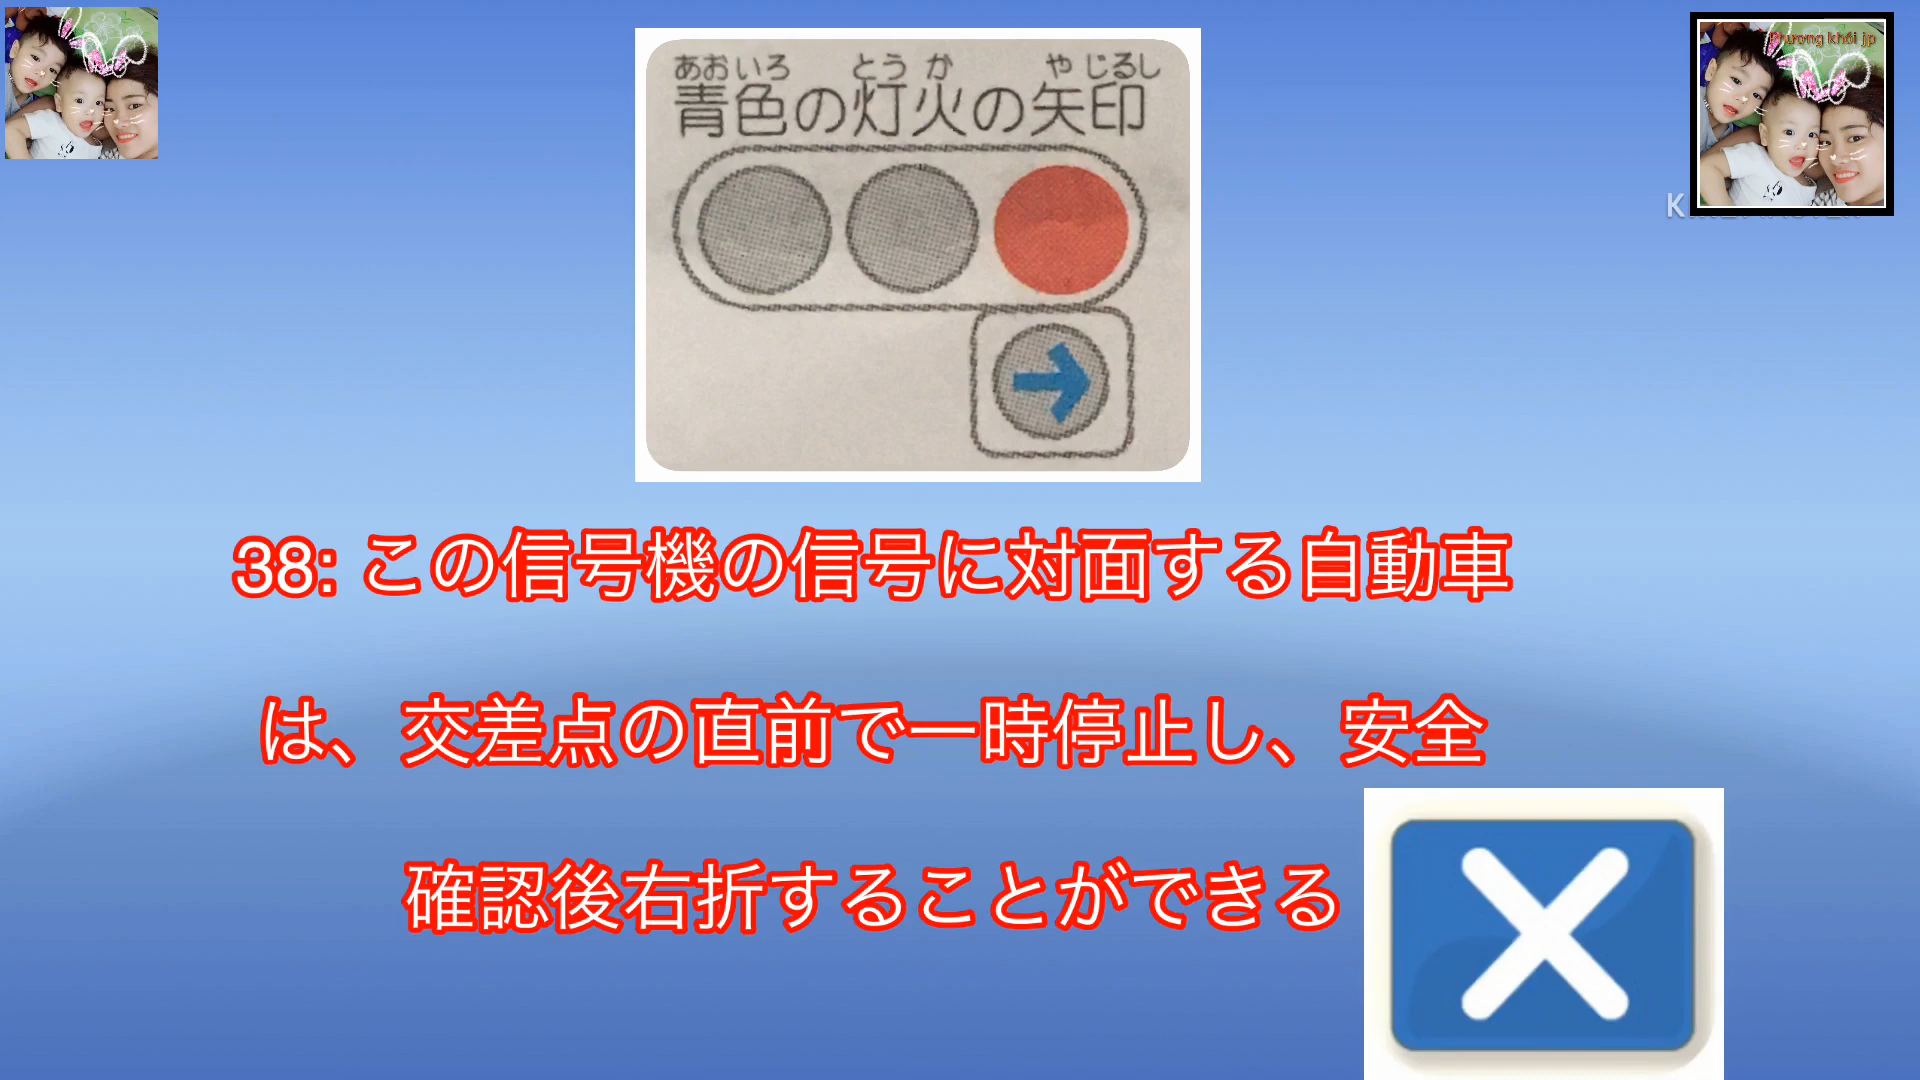 Phương khôi jp
あおいろ とうか やじるし
青色の灯火の矢印
38: この信号機の信号に対面する自動車
は、交差点の直前で一時停止し、安全
確認後右折することができる